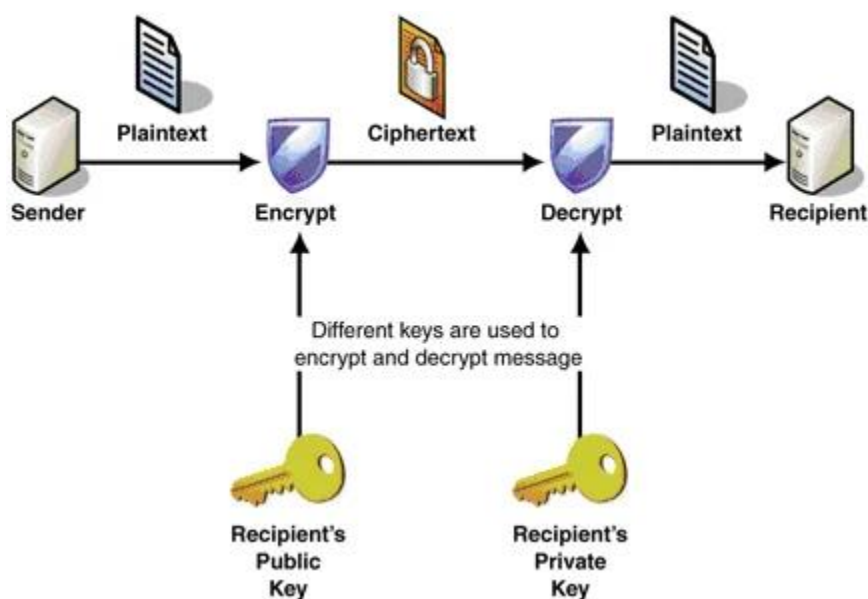 Plaintext
Ciphertext
Plaintext
Sender
Encrypt
Decrypt
Recipient
Different keys are used to
encrypt and decrypt message
Recipient's
Public
Key
Recipient's
Private
Key